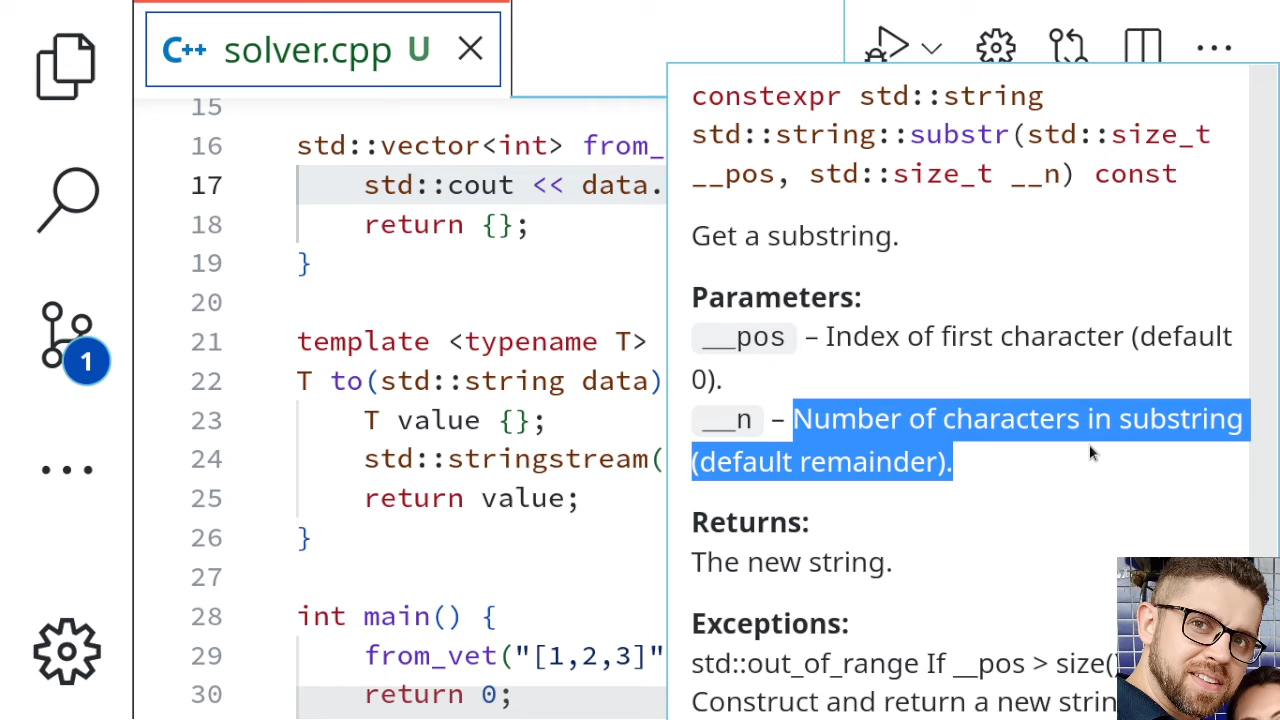 C++ solver.cpp U
15
16 std::vector<int> from_
17 std::cout << data.
18 return {};
19 }
20
21 template <typename T>
22 T to(std::string data)
23 T value {};
24 std::stringstream(
25 return value;
26 }
27
28 int main() {
29 from_vet("[1,2,3]"
30 return 0;
1
constexpr std::string
std::string::substr(std::size_t
__pos, std::size_t __n) const
Get a substring.
Parameters:
__pos – Index of first character (default
0).
__n – Number of characters in substring
(default remainder).
Returns:
The new string.
Exceptions:
std::out_of_range If __pos > size()
Construct and return a new strin